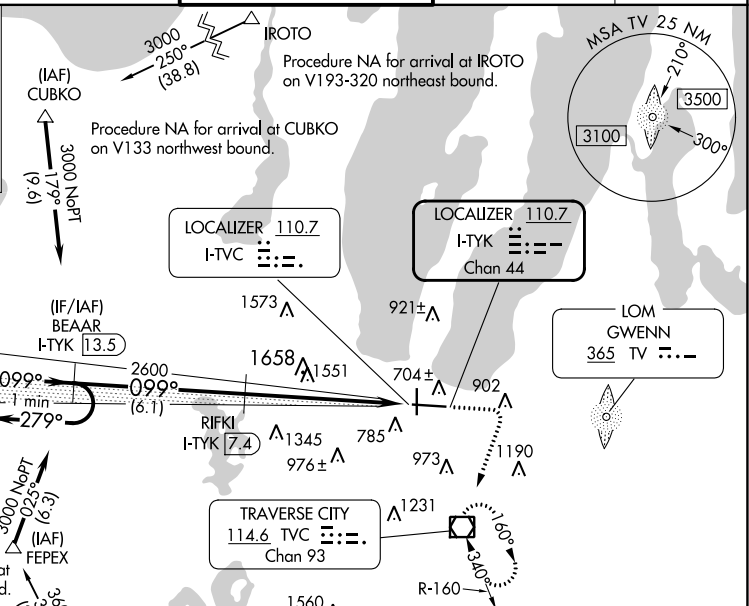 IROTO
3000
250°
(38.8)
Procedure NA for arrival at IROTO
on V193-320 northeast bound.
MSA TV 25 NM
210°
3500
3100
300°
(IAF)
CUBKO
Procedure NA for arrival at CUBKO
on V133 northwest bound.
3000 NoPT
179°
(9.6)
LOCALIZER 110.7
I-TVC
LOCALIZER 110.7
I-TYK
Chan 44
1573
921±
LOM
GWENN
365 TV
(IF/IAF)
BEAAR
I-TYK 13.5
1658
1551
2600
704±
902
099°
1 min
279°
099°
(6.1)
RIFKI
I-TYK 7.4
1345
976±
785
973
1190
3000 NoPT
025°
(6.3)
(IAF)
FEPEX
TRAVERSE CITY
114.6 TVC
Chan 93
1231
160°
340°
R-160
1560